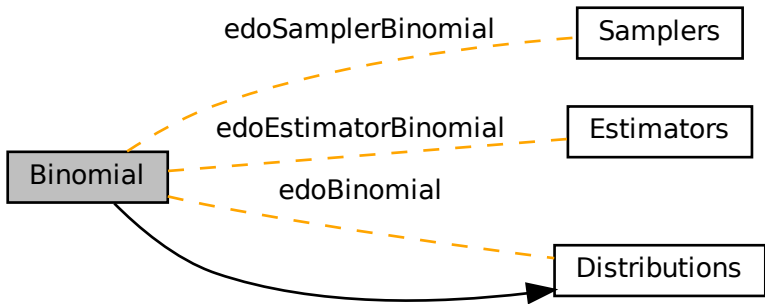 edoSamplerBinomial
Samplers
edoEstimatorBinomial
Estimators
Binomial
edoBinomial
Distributions